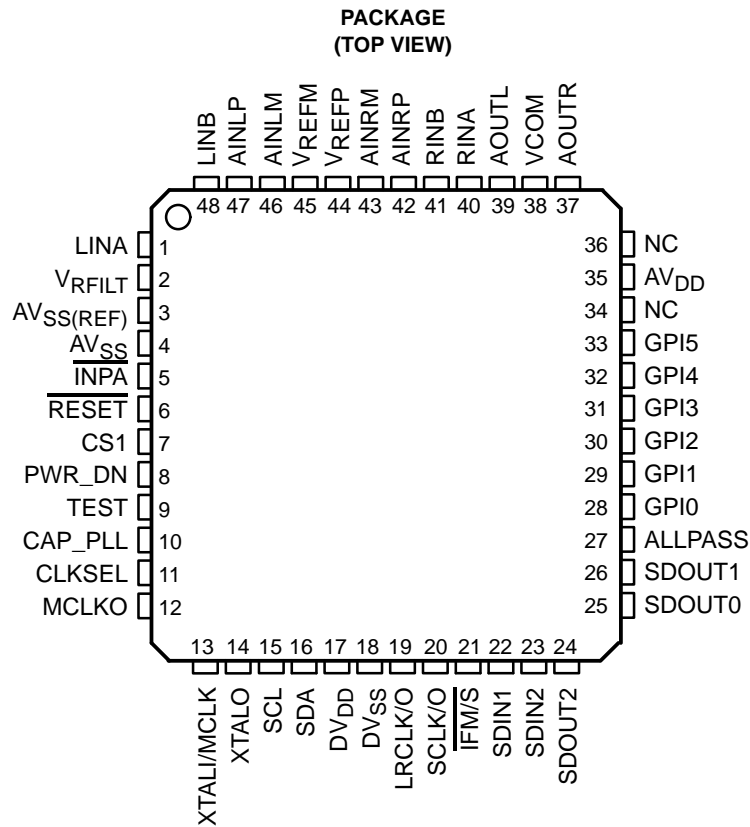 PACKAGE
(TOP VIEW)
LINB
AINLP
AINLM
VREFM
VREFP
AINRM
AINRP
RINB
RINA
AOUTL
VCOM
AOUTR
48 47 46 45 44 43 42 41 40 39 38 37
LINA 1
VRFILT 2
AVSS(REF) 3
AVSS 4
INPA 5
RESET 6
CS1 7
PWR_DN 8
TEST 9
CAP_PLL 10
CLKSEL 11
MCLKO 12
36 NC
35 AVDD
34 NC
33 GPI5
32 GPI4
31 GPI3
30 GPI2
29 GPI1
28 GPI0
27 ALLPASS
26 SDOUT1
25 SDOUT0
13 14 15 16 17 18 19 20 21 22 23 24
XTALI/MCLK
XTALO
SCL
SDA
DVDD
DVSS
LRCLK/O
SCLK/O
IFM/S
SDIN1
SDIN2
SDOUT2